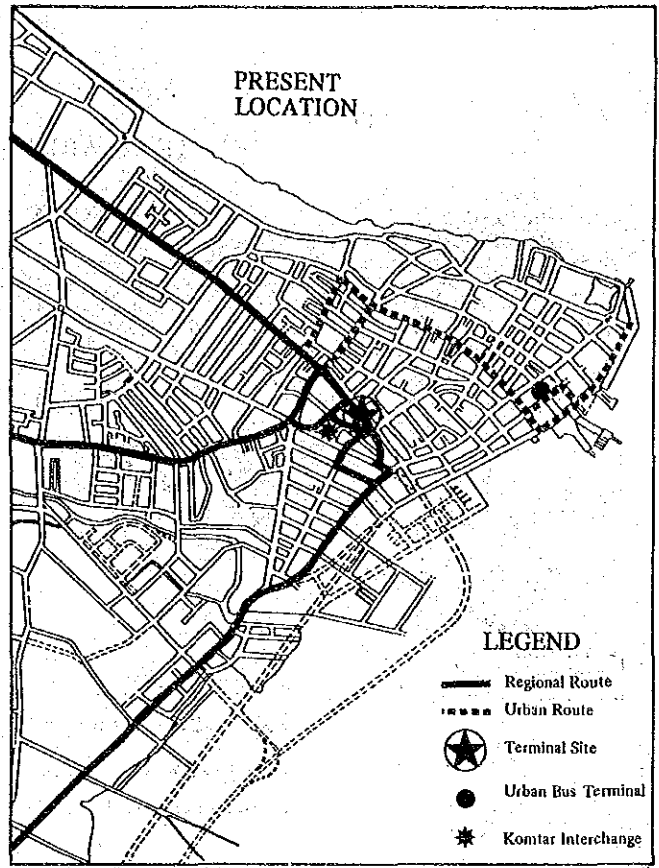 PRESENT
LOCATION
LEGEND
Regional Route
Urban Route
Terminal Site
Urban Bus Terminal
Komtar Interchange